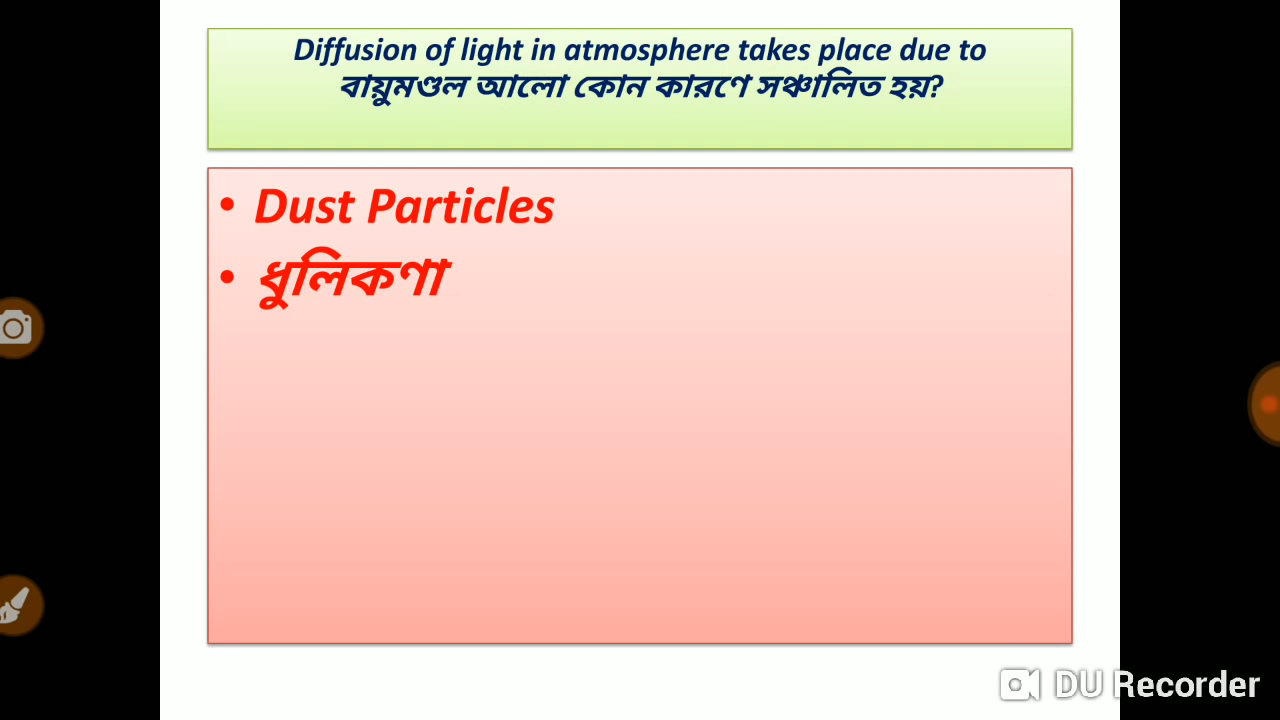 Diffusion of light in atmosphere takes place due to
বায়ুমণ্ডল আলো কোন কারণে সঞ্চালিত হয়?
• Dust Particles
• ধুলিকণা
DU Recorder